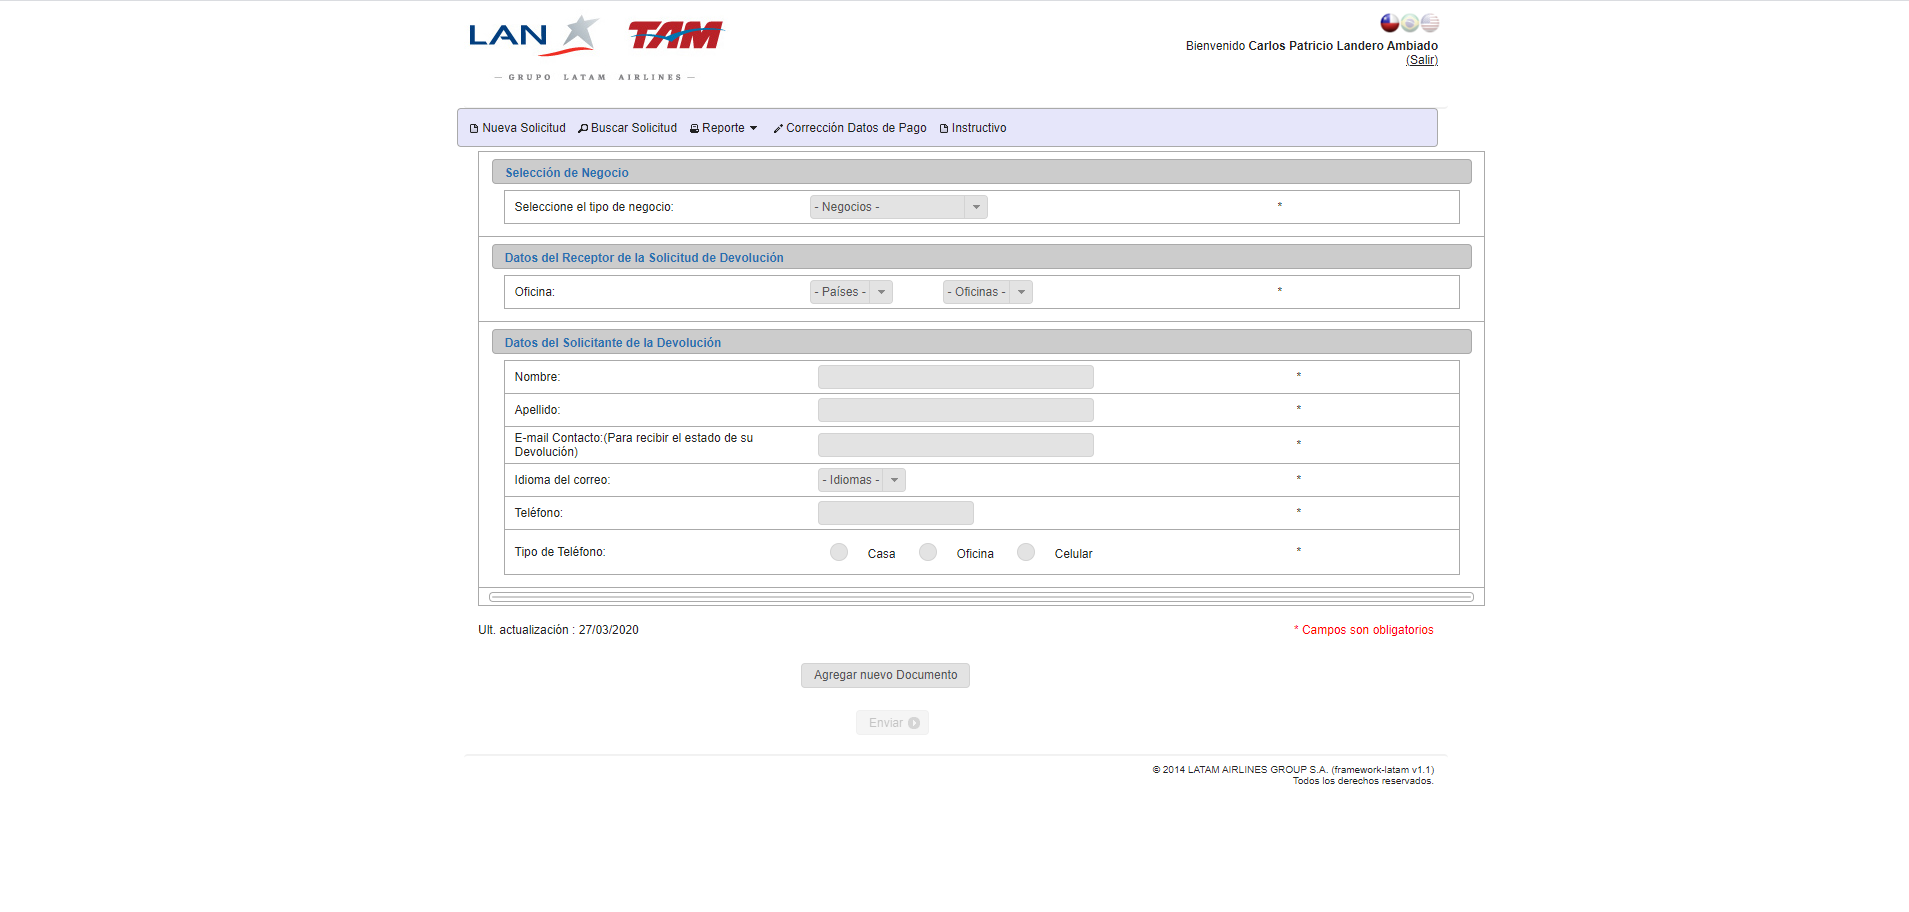 LAN TAM
— GRUPO LATAM AIRLINES —
Bienvenido Carlos Patricio Landero Ambiado
(Salir)
Nueva Solicitud Buscar Solicitud Reporte Corrección Datos de Pago Instructivo
Selección de Negocio
Seleccione el tipo de negocio: - Negocios - *
Datos del Receptor de la Solicitud de Devolución
Oficina: - Países - - Oficinas - *
Datos del Solicitante de la Devolución
Nombre: *
Apellido: *
E-mail Contacto:(Para recibir el estado de su
Devolución) *
Idioma del correo: - Idiomas - *
Teléfono: *
Tipo de Teléfono: Casa Oficina Celular *
Ult. actualización : 27/03/2020 * Campos son obligatorios
Agregar nuevo Documento
Enviar
© 2014 LATAM AIRLINES GROUP S.A. (framework-latam v1.1)
Todos los derechos reservados.